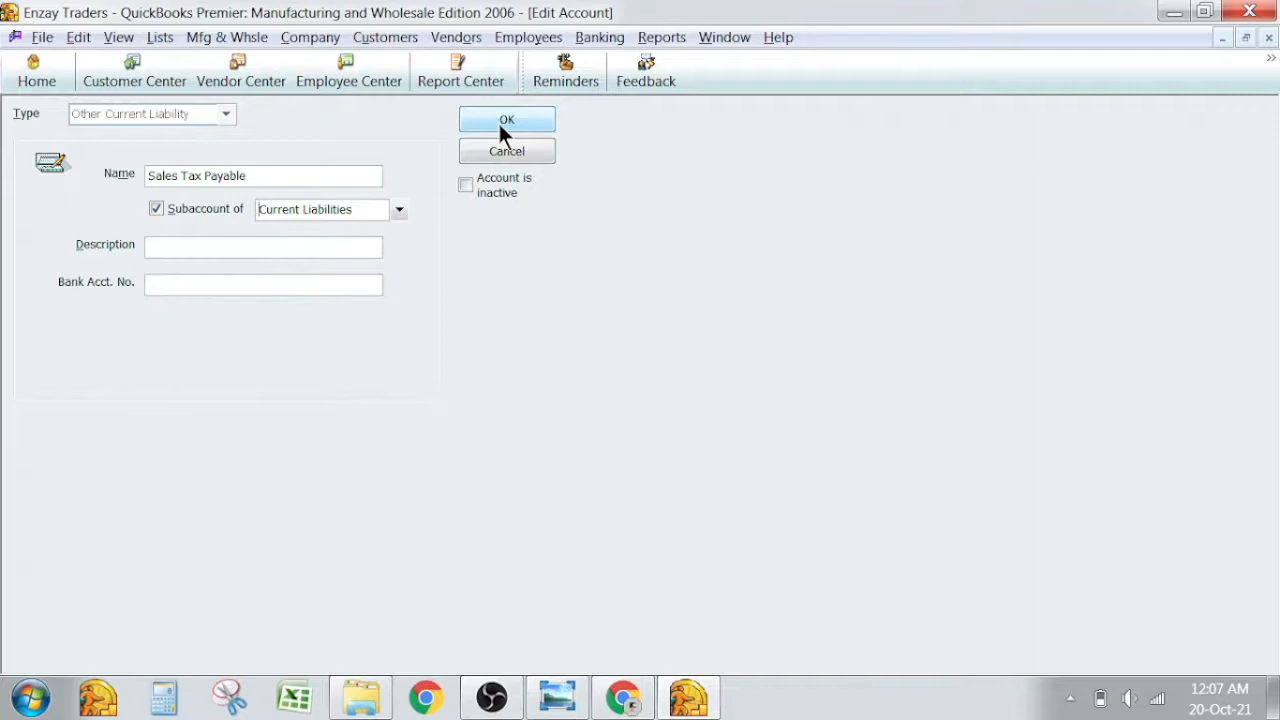 Enzay Traders - QuickBooks Premier: Manufacturing and Wholesale Edition 2006 - [Edit Account]
File Edit View Lists Mfg & Whsle Company Customers Vendors Employees Banking Reports Window Help
Home Customer Center Vendor Center Employee Center Report Center Reminders Feedback
Type Other Current Liability
OK
Cancel
Name Sales Tax Payable
Account is
inactive
Subaccount of Current Liabilities
Description
Bank Acct. No.
12:07 AM
20-Oct-21